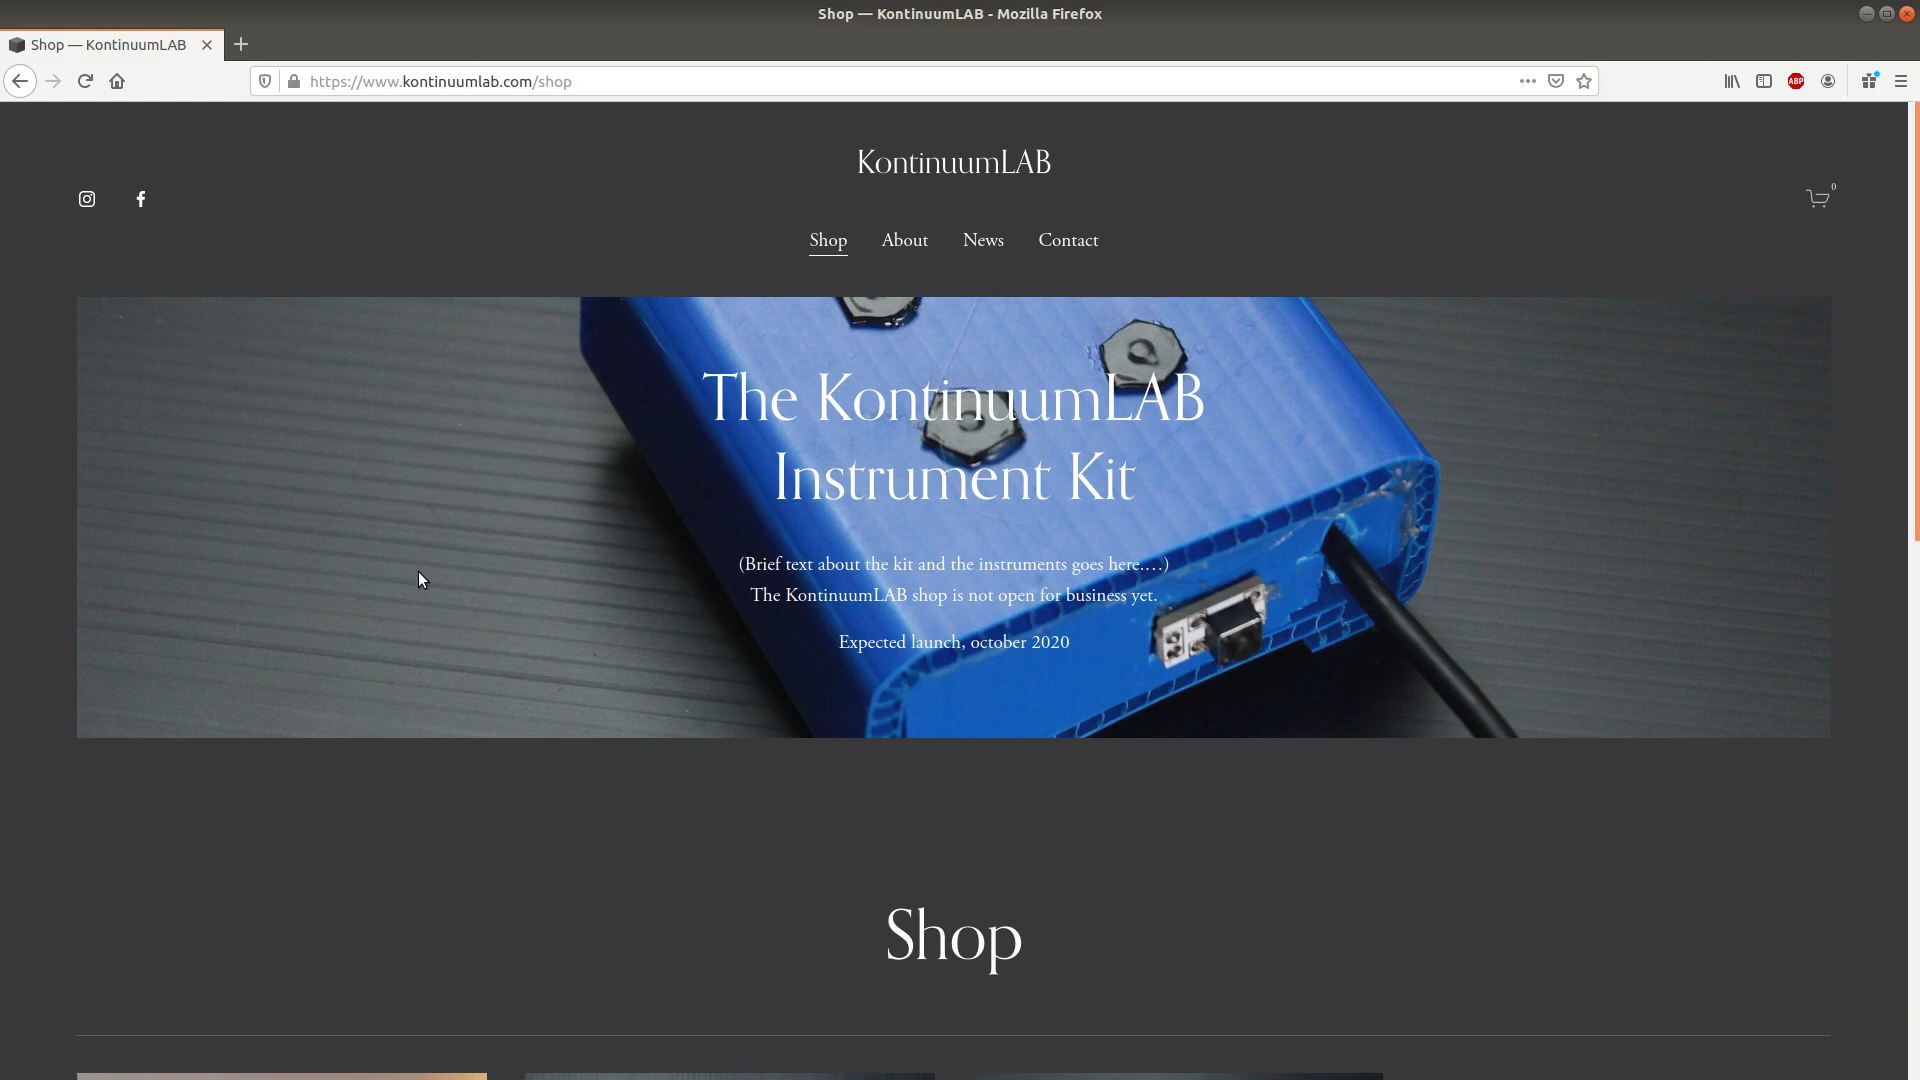 Shop — KontinuumLAB - Mozilla Firefox
Shop — KontinuumLAB
https://www.kontinuumlab.com/shop
ABP
KontinuumLAB
0
Shop About News Contact
The KontinuumLAB
Instrument Kit
(Brief text about the kit and the instruments goes here.…)
The KontinuumLAB shop is not open for business yet.
Expected launch, october 2020
Shop